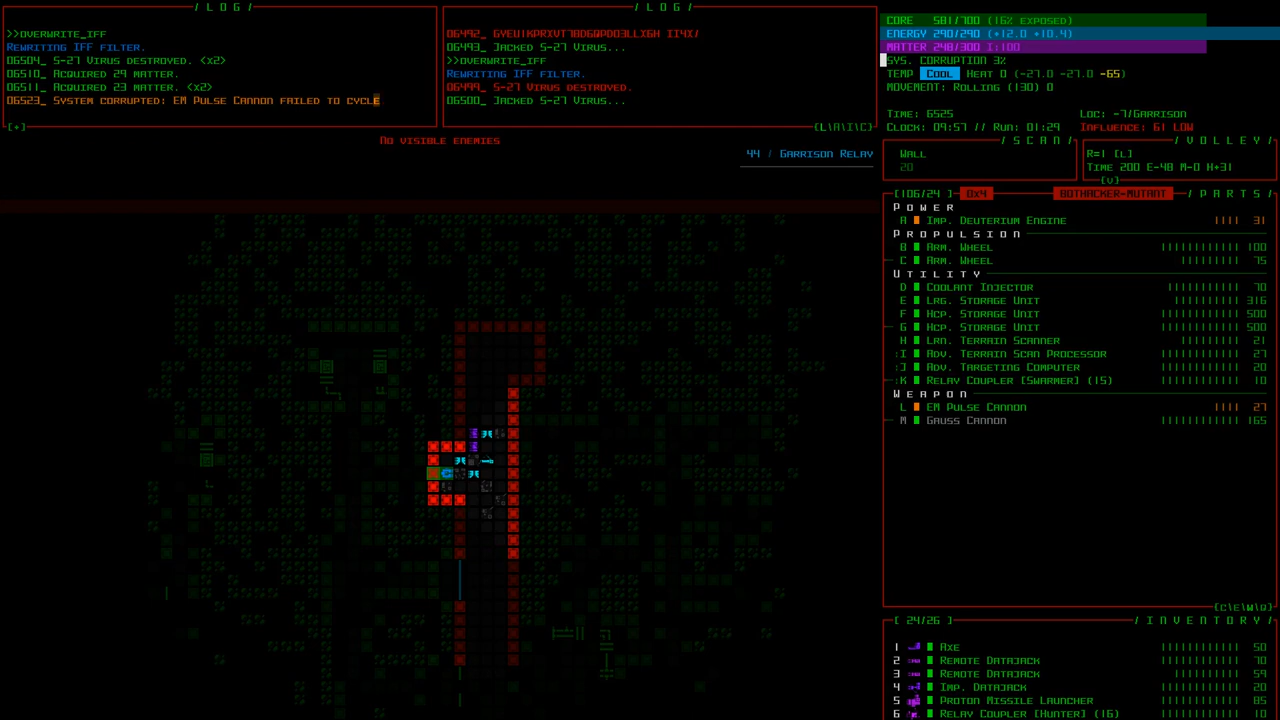 / L O G /
>>OVERWRITE_IFF
REWRITING IFF FILTER.
06504_ S-27 VIRUS DESTROYED. <x2>
06510_ ACQUIRED 29 MATTER.
06511_ ACQUIRED 23 MATTER. <x2>
06523_ SYSTEM CORRUPTED: EM PULSE CANNON FAILED TO CYCLE
[+]
/ L O G /
06493_ JACKED S-27 VIRUS...
>>OVERWRITE_IFF
REWRITING IFF FILTER.
06499_ S-27 VIRUS DESTROYED.
06500_ JACKED S-27 VIRUS...
{L\A\I\C}
NO VISIBLE ENEMIES
44 / GARRISON RELAY
CORE 581/700 (16% EXPOSED)
ENERGY 290/290 (+12.0 +10.4)
MATTER 248/300 I:100
SYS. CORRUPTION 3%
TEMP COOL HEAT 0 (-27.0 -27.0 -65)
MOVEMENT: ROLLING (130) 0
TIME: 6525 LOC: -7/GARRISON
CLOCK: 09:57 // RUN: 01:29 INFLUENCE: 61 LOW
/ S C A N /
WALL
20
/ V O L L E Y /
R=1 [L]
TIME 200 E-48 M-0 H+31
[V]
[106/24 ] 0x4 BOTHACKER-MUTANT / P A R T S /
P O W E R
A IMP. DEUTERIUM ENGINE 31
P R O P U L S I O N
B ARM. WHEEL 100
C ARM. WHEEL 75
U T I L I T Y
D COOLANT INJECTOR 70
E LRG. STORAGE UNIT 316
F HCP. STORAGE UNIT 500
G HCP. STORAGE UNIT 500
H LRN. TERRAIN SCANNER 21
:I ADV. TERRAIN SCAN PROCESSOR 27
:J ADV. TARGETING COMPUTER 20
:K RELAY COUPLER [SWARMER] (15) 10
W E A P O N
L EM PULSE CANNON 27
M GAUSS CANNON 165
{C\E\W\Q}
[ 24/26 ] / I N V E N T O R Y /
1 AXE 50
2 REMOTE DATAJACK 70
3 REMOTE DATAJACK 59
4 IMP. DATAJACK 20
5 PROTON MISSILE LAUNCHER 85
6 RELAY COUPLER [HUNTER] (16) 10